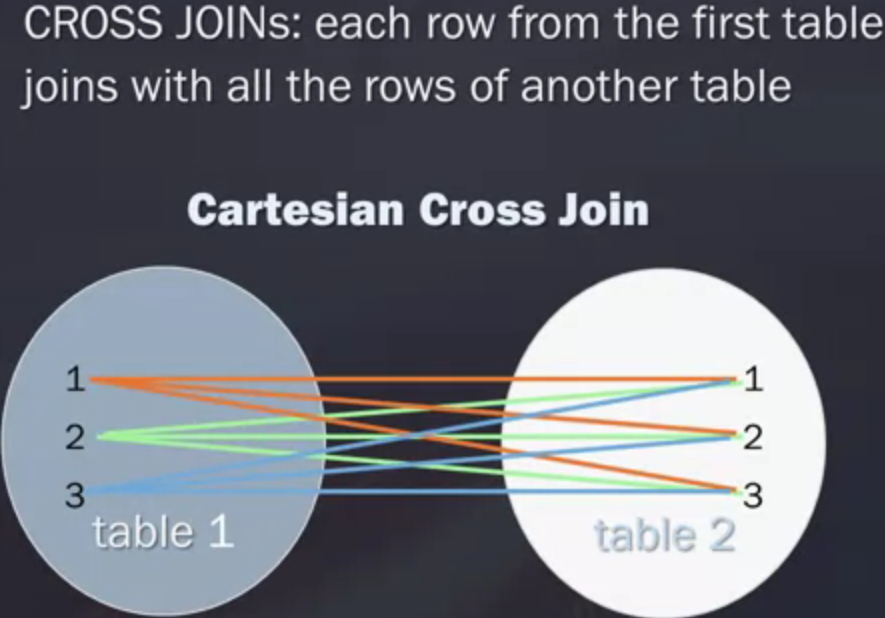 CROSS JOINs: each row from the first table
joins with all the rows of another table
Cartesian Cross Join
1 1
2 2
3 3
table 1 table 2